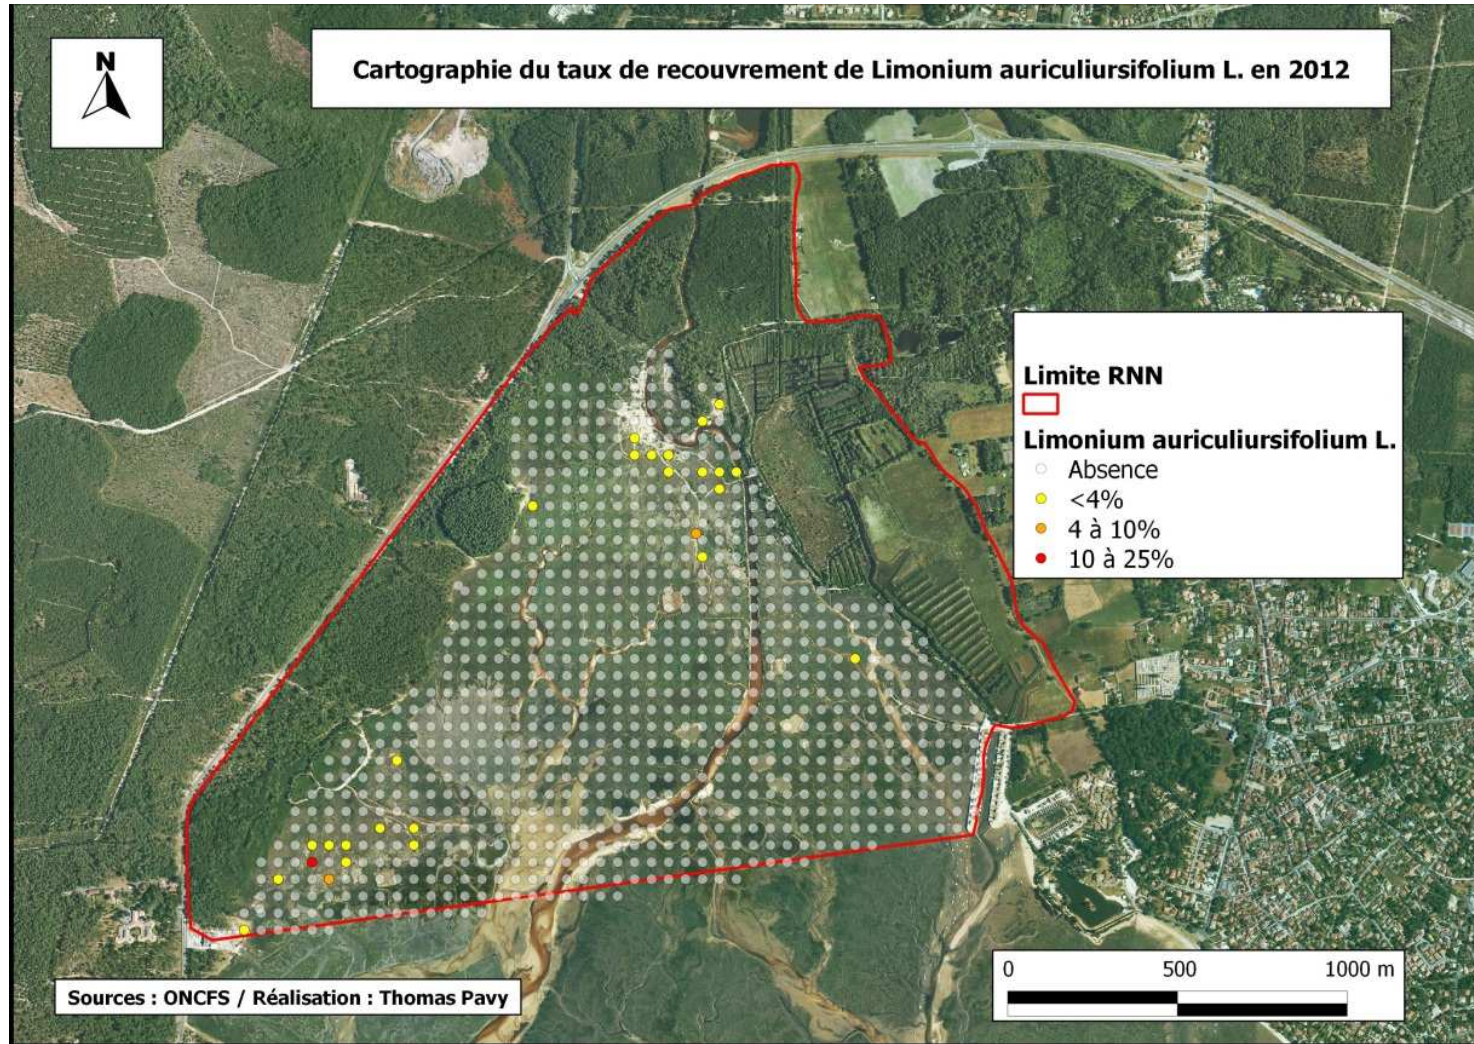 N
Cartographie du taux de recouvrement de Limonium auriculiursifolium L. en 2012
Limite RNN
Limonium auriculiursifolium L.
Absence
<4%
4 à 10%
10 à 25%
0 500 1000 m
Sources : ONCFS / Réalisation : Thomas Pavy